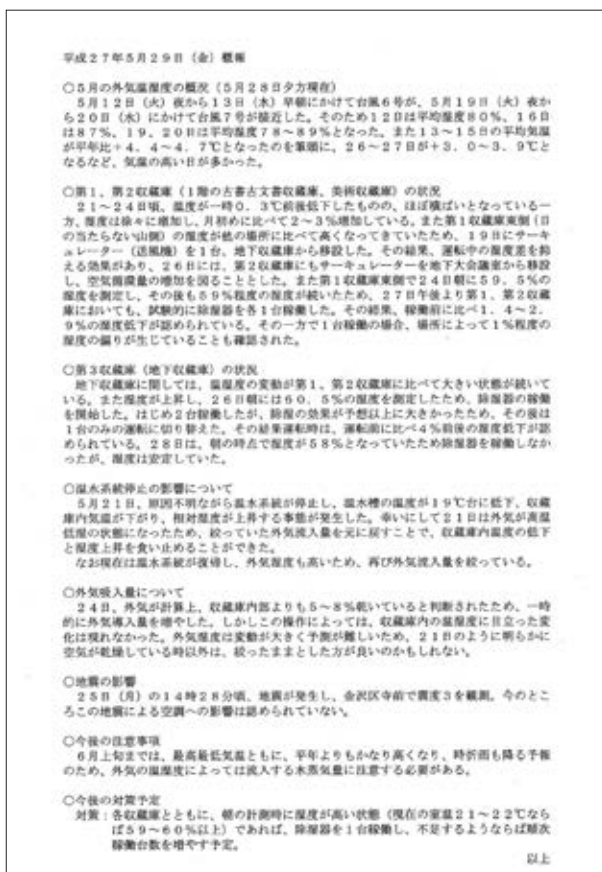 平成27年5月29日(金)概報
○5月の外気温湿度の概況(5月28日夕方現在)
5月12日(火)夜から13日(水)早朝にかけて台風6号が、5月19日(火)夜か
ら20日(水)にかけて台風7号が接近した。そのため12日は平均湿度80%、16日
は87%、19、20日は平均湿度78~89%となった。また13~15日の平均気温
が平年比+4.4~4.7℃となったのを筆頭に、26~27日が+3.0~3.9℃と
なるなど、気温の高い日が多かった。
○第1、第2収蔵庫(1階の古書古文書収蔵庫、美術収蔵庫)の状況
21~24日頃、温度が一時0.3℃前後低下したものの、ほぼ横ばいとなっている一
方、湿度は徐々に増加し、月初めに比べて2~3%増加している。また第1収蔵庫東側(日
の当たらない山側)の湿度が他の場所に比べて高くなってきていたため、19日にサーキ
ュレーター(送風機)を1台、地下収蔵庫から移設した。その結果、運転中の湿度差を抑
える効果があり、26日には、第2収蔵庫にもサーキュレーターを地下大会議室から移設
し、空気循環量の増加を図ることとした。また第1収蔵庫東側で24日朝に59.5%の
湿度を測定し、その後も59%程度の湿度が続いたため、27日午後より第1、第2収蔵
庫においても、試験的に除湿器を各1台稼働した。その結果、稼働前に比べ1.4~2.
9%の湿度低下が認められている。その一方で1台稼働の場合、場所によって1%程度の
湿度の偏りが生じていることも確認された。
○第3収蔵庫(地下収蔵庫)の状況
地下収蔵庫に関しては、温湿度の変動が第1、第2収蔵庫に比べて大きい状態が続いて
いる。また湿度が上昇し、26日朝には60.5%の湿度を測定したため、除湿器の稼働
を開始した。はじめ2台稼働したが、除湿の効果が予想以上に大きかったため、その後は
1台のみの運転に切り替えた。その結果運転時は、運転前に比べ4%前後の湿度低下が認
められている。28日は、朝の時点で湿度が58%となっていたため除湿器を稼働しなか
ったが、湿度は安定していた。
○温水系統停止の影響について
5月21日、原因不明ながら温水系統が停止し、温水槽の温度が19℃台に低下、収蔵
庫内気温が下がり、相対湿度が上昇する事態が発生した。幸いにして21日は外気が高温
低湿の状態になったため、絞っていた外気流入量を元に戻すことで、収蔵庫内温度の低下
と湿度上昇を食い止めることができた。
なお現在は温水系統が復帰し、外気湿度も高いため、再び外気流入量を絞っている。
○外気吸入量について
24日、外気が計算上、収蔵庫内部よりも5~8%乾いていると判断されたため、一時
的に外気導入量を増やした。しかしこの操作によっては、収蔵庫内の温湿度に目立った変
化は現れなかった。外気湿度は変動が大きく予測が難しいため、21日のように明らかに
空気が乾燥している時以外は、絞ったままとした方が良いのかもしれない。
○地震の影響
25日(月)の14時28分頃、地震が発生し、金沢区寺前で震度3を観測。今のとこ
ろこの地震による空調への影響は認められていない。
○今後の注意事項
6月上旬までは、最高最低気温ともに、平年よりもかなり高くなり、時折雨も降る予報
のため、外気の温湿度によっては流入する水蒸気量に注意する必要がある。
○今後の対策予定
対策:各収蔵庫とともに、朝の計測時に湿度が高い状態(現在の室温21~22℃なら
ば59~60%以上)であれば、除湿器を1台稼働し、不足するようならば順次
稼働台数を増やす予定。
以上